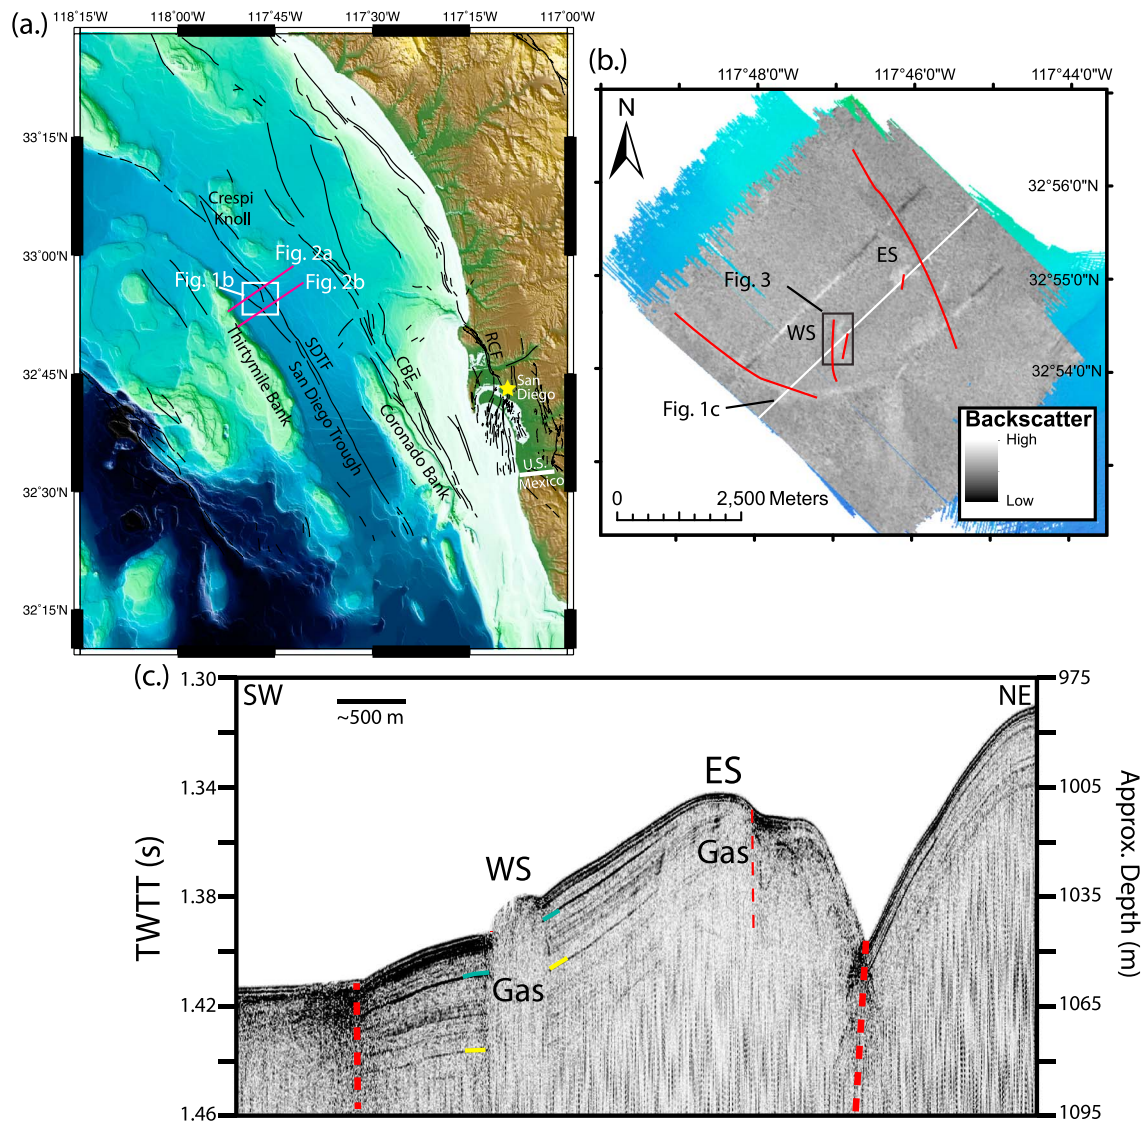 (a.)
118˚15'W
118˚00'W
117˚45'W
117˚30'W
117˚15'W
117˚00'W
33˚15'N
33˚00'N
32˚45'N
32˚30'N
32˚15'N
Crespi
Knoll
Fig. 2a
Fig. 1b
Fig. 2b
Thirtymile Bank
SDTF
San Diego Trough
CBF
Coronado Bank
RCF
San
Diego
U.S.
Mexico
(b.)
117°48'0"W
117°46'0"W
117°44'0"W
N
32°56'0"N
32°55'0"N
32°54'0"N
ES
Fig. 3
WS
Fig. 1c
Backscatter
High
Low
0
2,500 Meters
(c.)
1.30
1.34
1.38
1.42
1.46
TWTT (s)
SW
NE
~500 m
ES
Gas
WS
Gas
975
1005
1035
1065
1095
Approx. Depth (m)